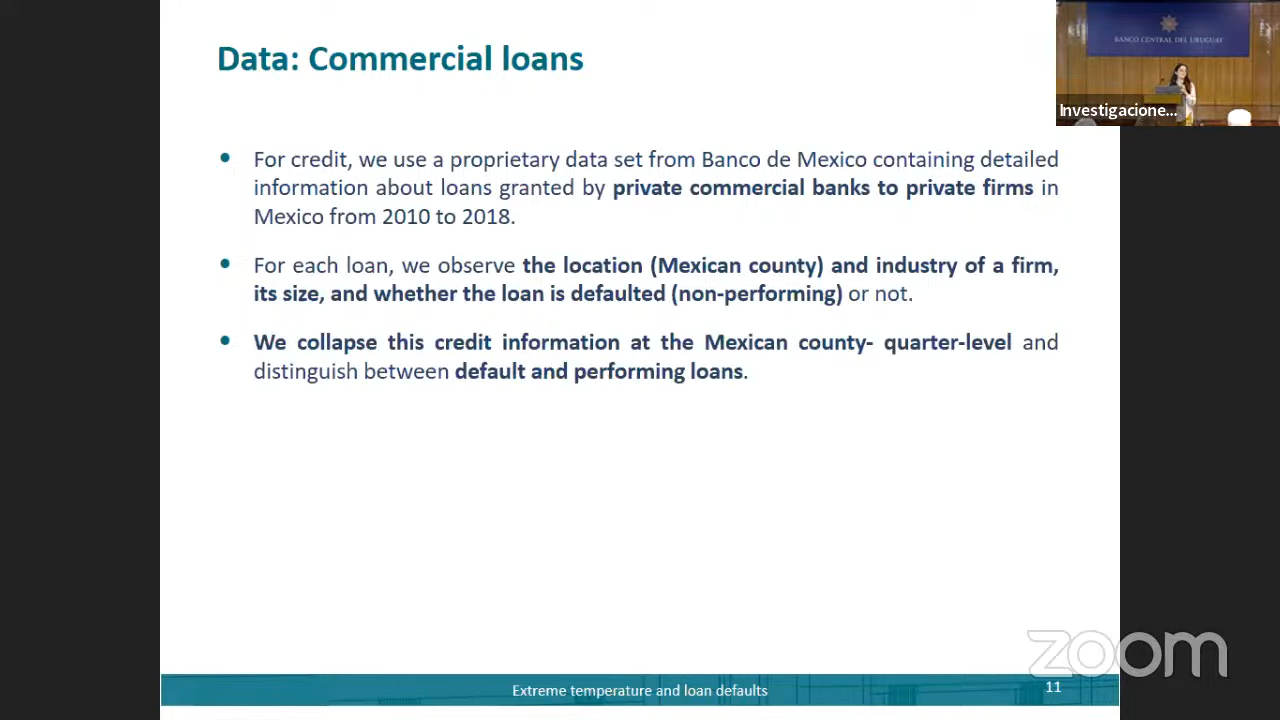 Data: Commercial loans
BANCO CENTRAL DEL URUGUAY
Investigacione...
• For credit, we use a proprietary data set from Banco de Mexico containing detailed
information about loans granted by private commercial banks to private firms in
Mexico from 2010 to 2018.
• For each loan, we observe the location (Mexican county) and industry of a firm,
its size, and whether the loan is defaulted (non-performing) or not.
• We collapse this credit information at the Mexican county- quarter-level and
distinguish between default and performing loans.
zoom
Extreme temperature and loan defaults
11